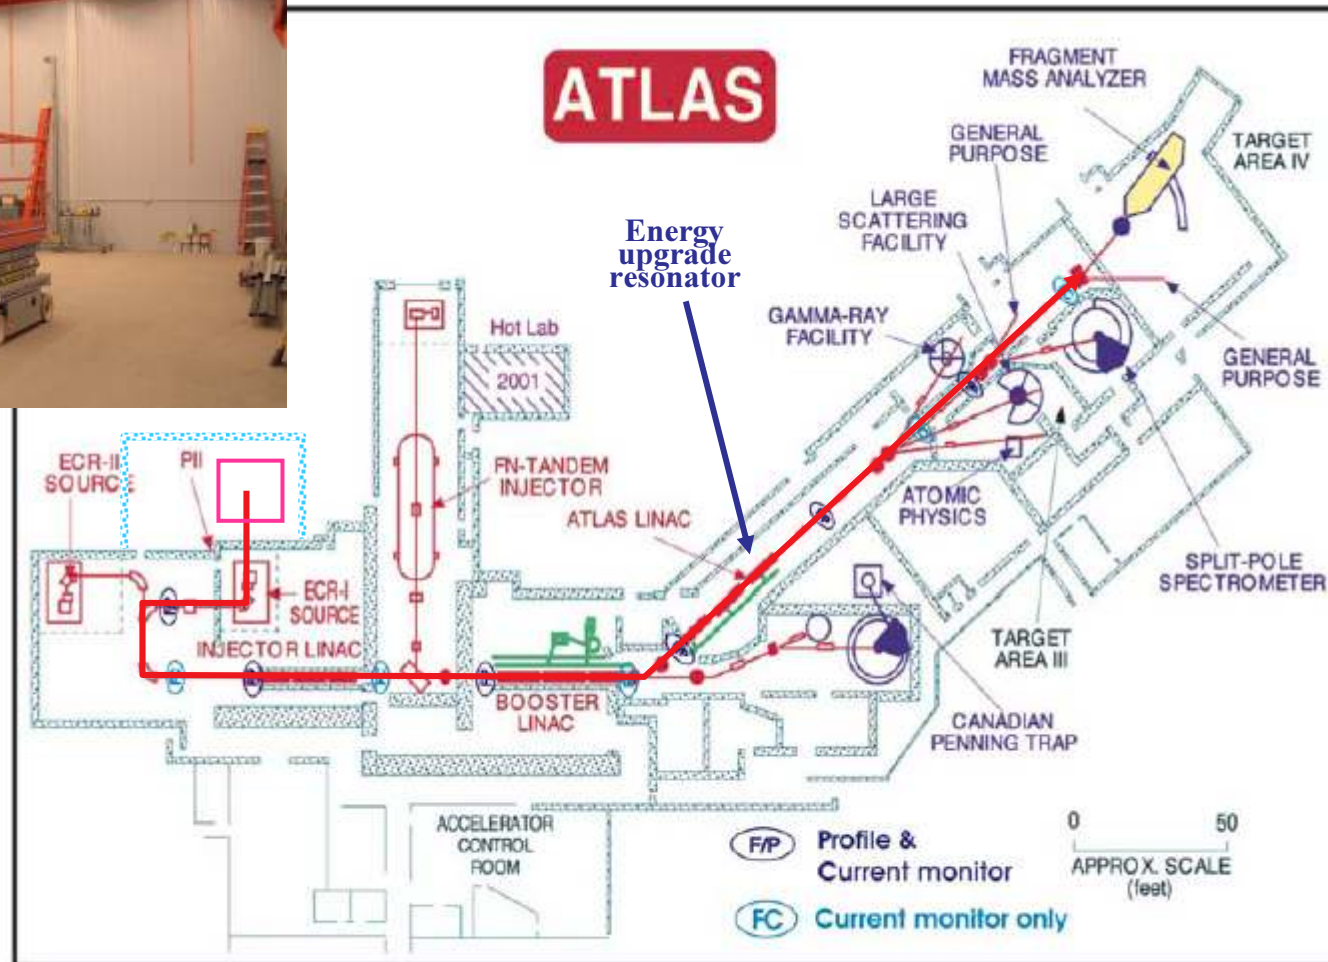 ATLAS
FRAGMENT
MASS ANALYZER
GENERAL
PURPOSE
TARGET
AREA IV
LARGE
SCATTERING
FACILITY
Energy
upgrade
resonator
GAMMA-RAY
FACILITY
Hot Lab
2001
GENERAL
PURPOSE
ECR-II
SOURCE
PII
FN-TANDEM
INJECTOR
ATLAS LINAC
ATOMIC
PHYSICS
SPLIT-POLE
SPECTROMETER
ECR-I
SOURCE
INJECTOR LINAC
TARGET
AREA III
BOOSTER
LINAC
CANADIAN
PENNING TRAP
ACCELERATOR
CONTROL
ROOM
F/P Profile &
Current monitor
FC Current monitor only
0 50
APPROX. SCALE
(feet)